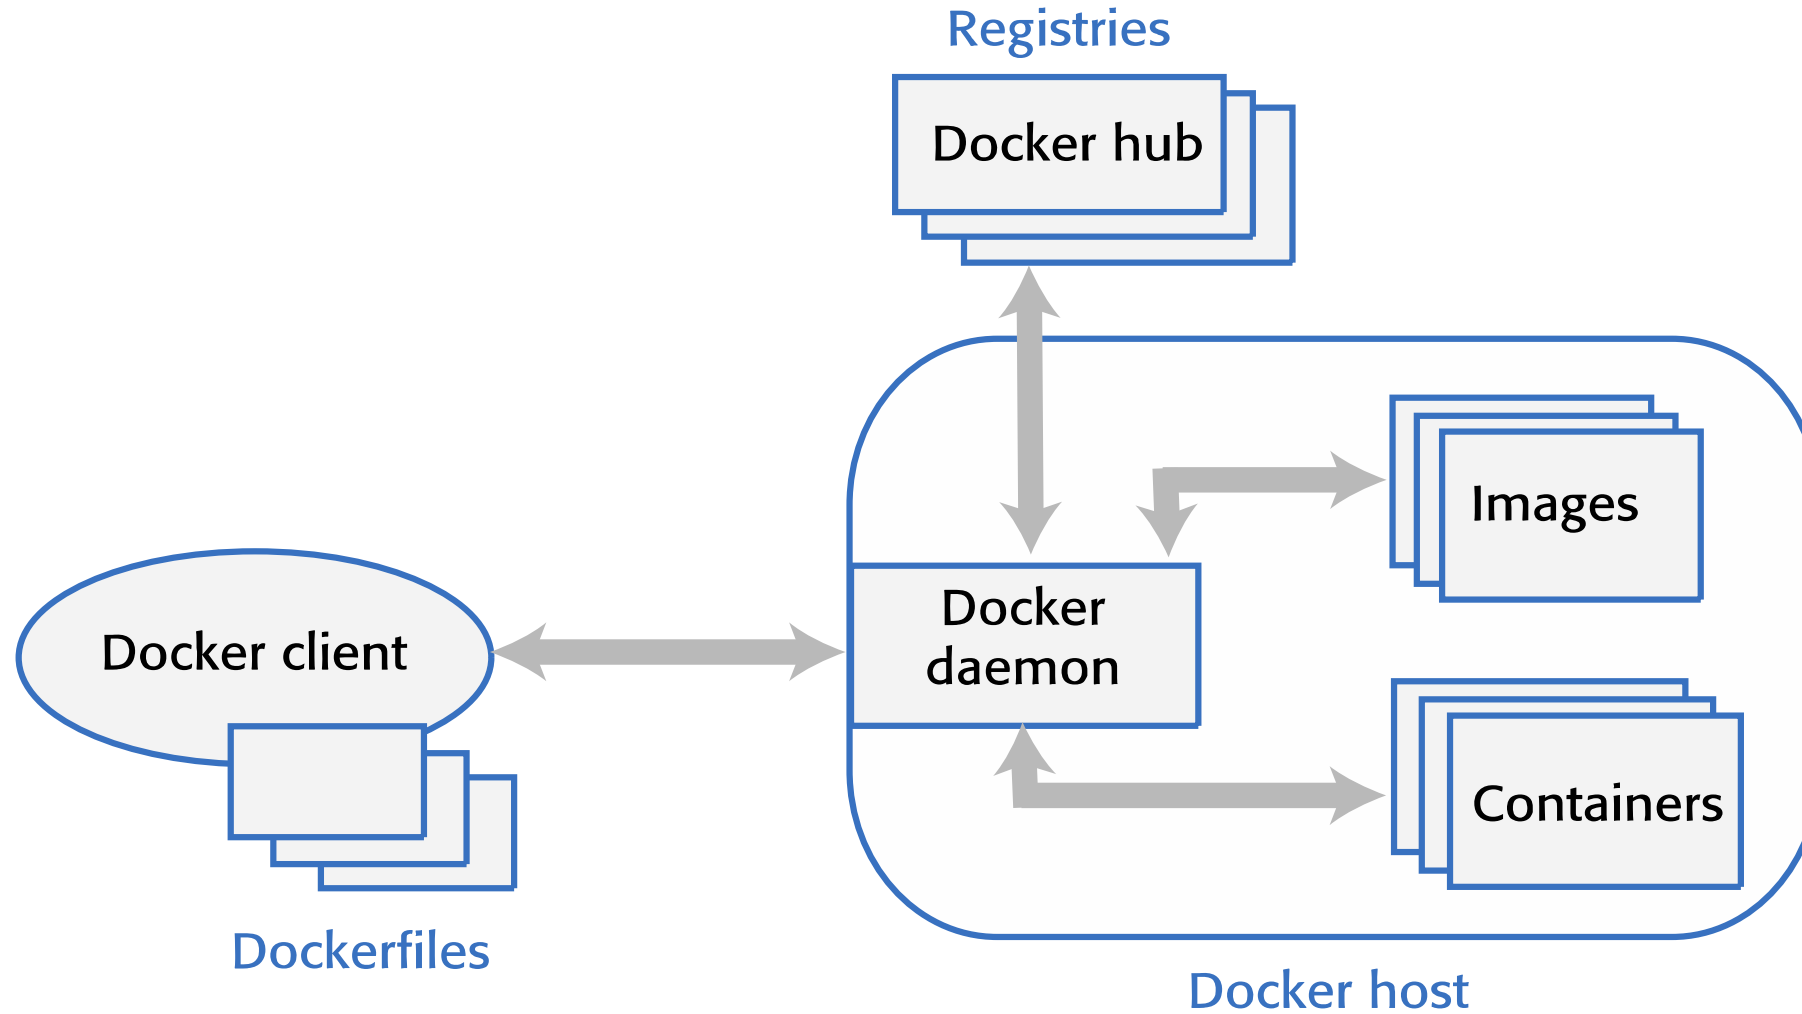 Registries
Docker hub
Images
Docker
daemon
Docker client
Containers
Dockerfiles
Docker host